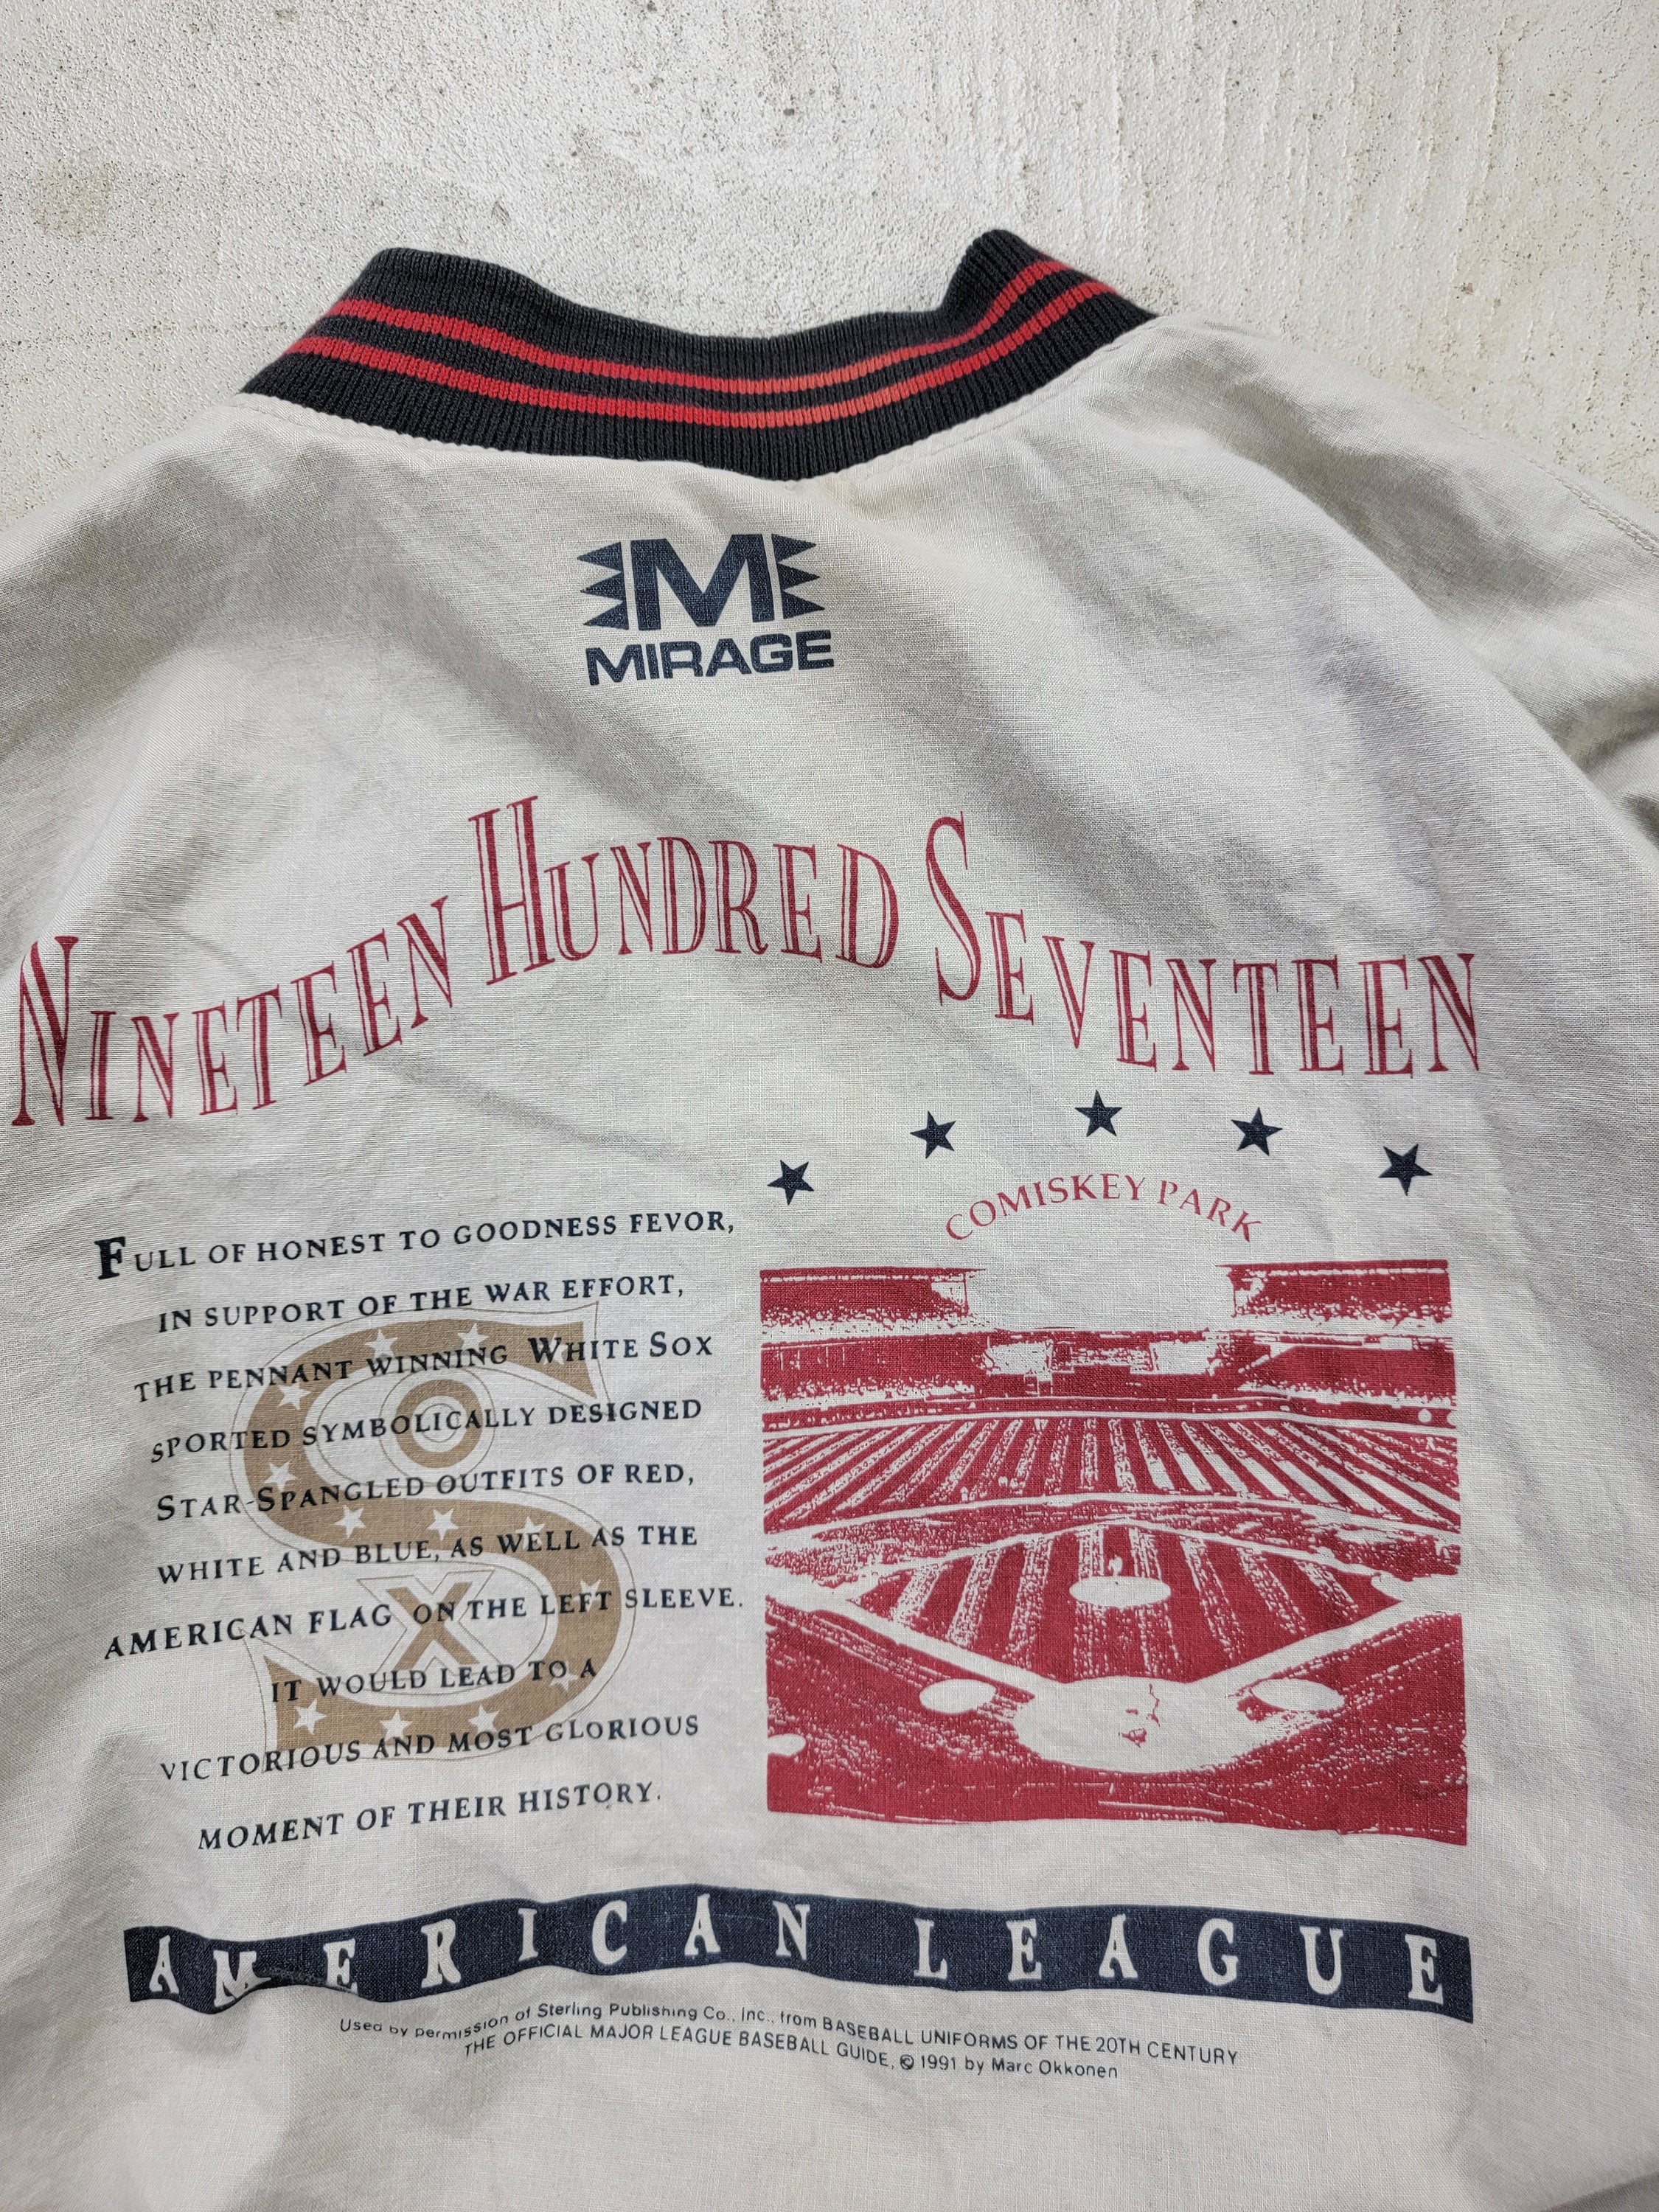 M
MIRAGE
NINETEEN HUNDRED SEVENTEEN
COMISKEY PARK
FULL OF HONEST TO GOODNESS FEVOR,
IN SUPPORT OF THE WAR EFFORT,
THE PENNANT WINNING WHITE SOX
SPORTED SYMBOLICALLY DESIGNED
STAR-SPANGLED OUTFITS OF RED,
WHITE AND BLUE, AS WELL AS THE
AMERICAN FLAG ON THE LEFT SLEEVE.
IT WOULD LEAD TO A
VICTORIOUS AND MOST GLORIOUS
MOMENT OF THEIR HISTORY.
SOX
AMERICAN LEAGUE
Used by permission of Sterling Publishing Co., Inc., from BASEBALL UNIFORMS OF THE 20TH CENTURY
THE OFFICIAL MAJOR LEAGUE BASEBALL GUIDE, © 1991 by Marc Okkonen